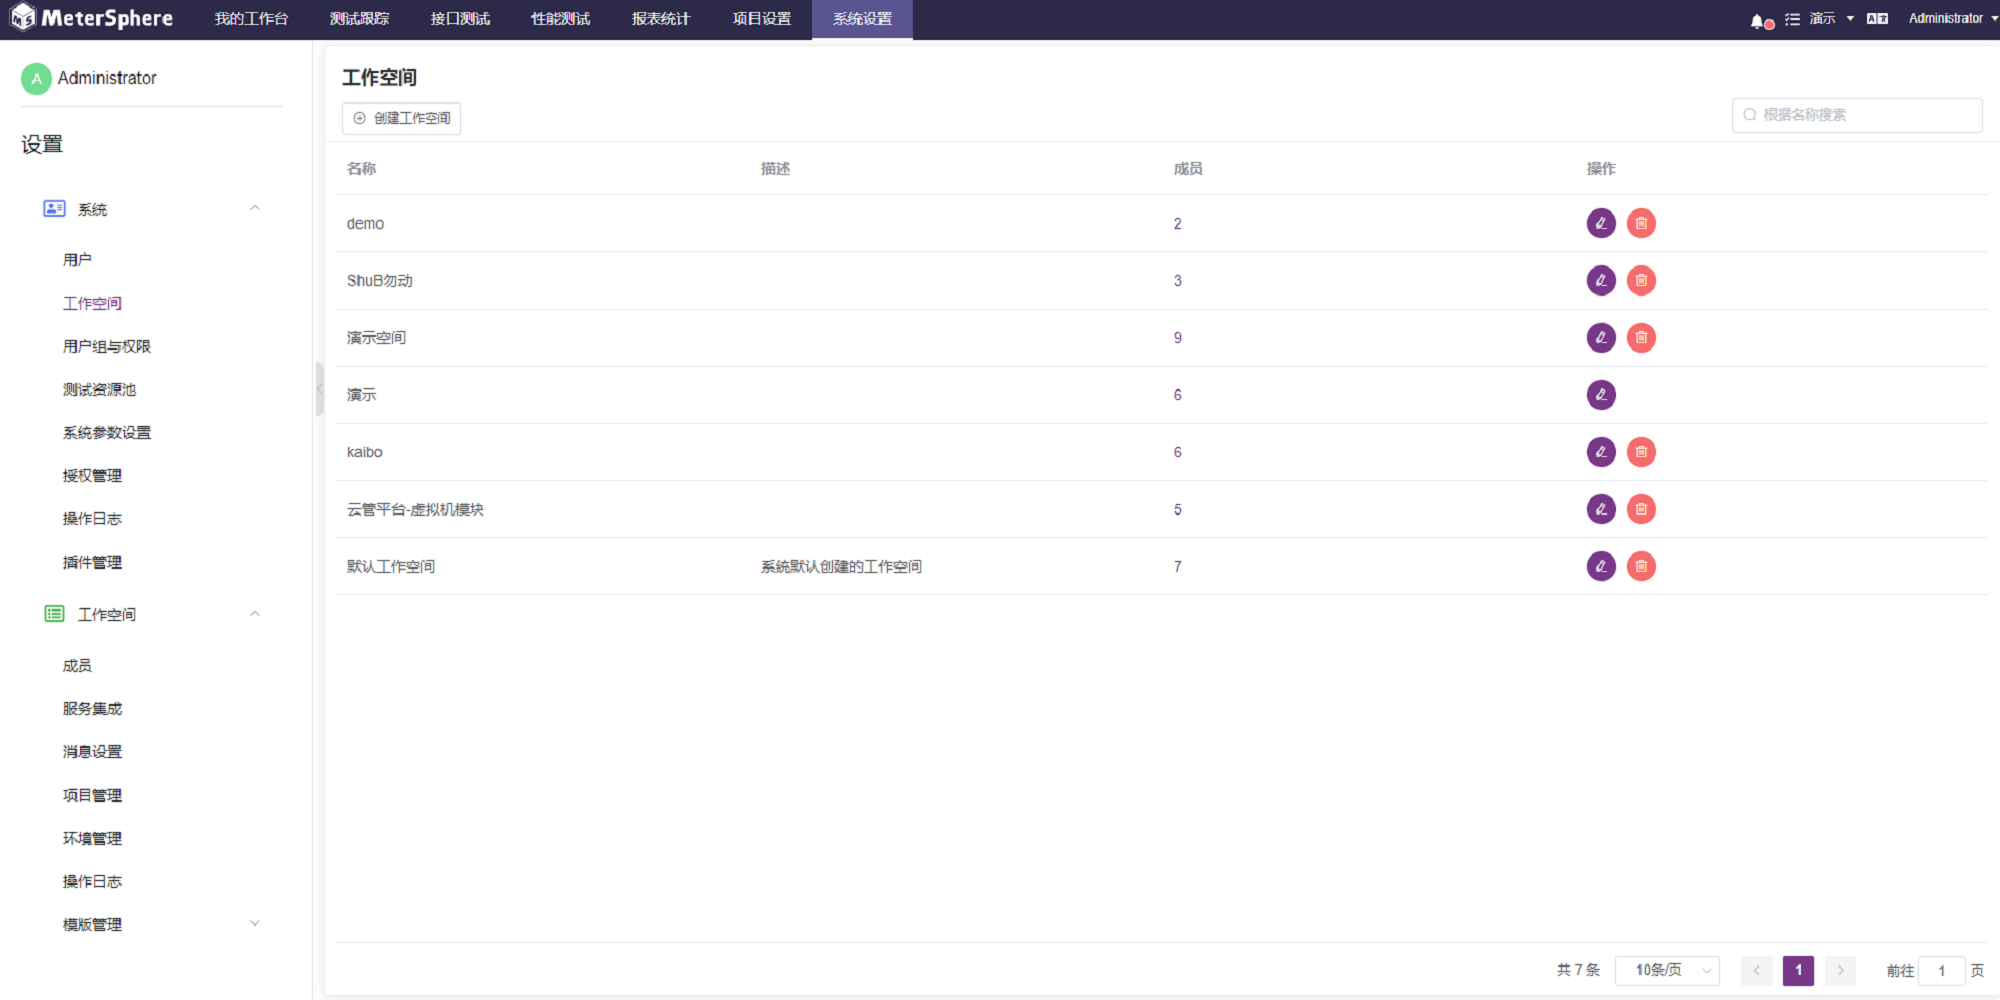 MeterSphere 我的工作台 测试跟踪 接口测试 性能测试 报表统计 项目设置 系统设置 演示 Administrator
A Administrator
设置
系统
用户
工作空间
用户组与权限
测试资源池
系统参数设置
授权管理
操作日志
插件管理
工作空间
成员
服务集成
消息设置
项目管理
环境管理
操作日志
模版管理
工作空间
创建工作空间 根据名称搜索
名称 描述 成员 操作
demo 2
ShuB勿动 3
演示空间 9
演示 6
kaibo 6
云管平台-虚拟机模块 5
默认工作空间 系统默认创建的工作空间 7
共 7 条 10条/页 1 前往 1 页